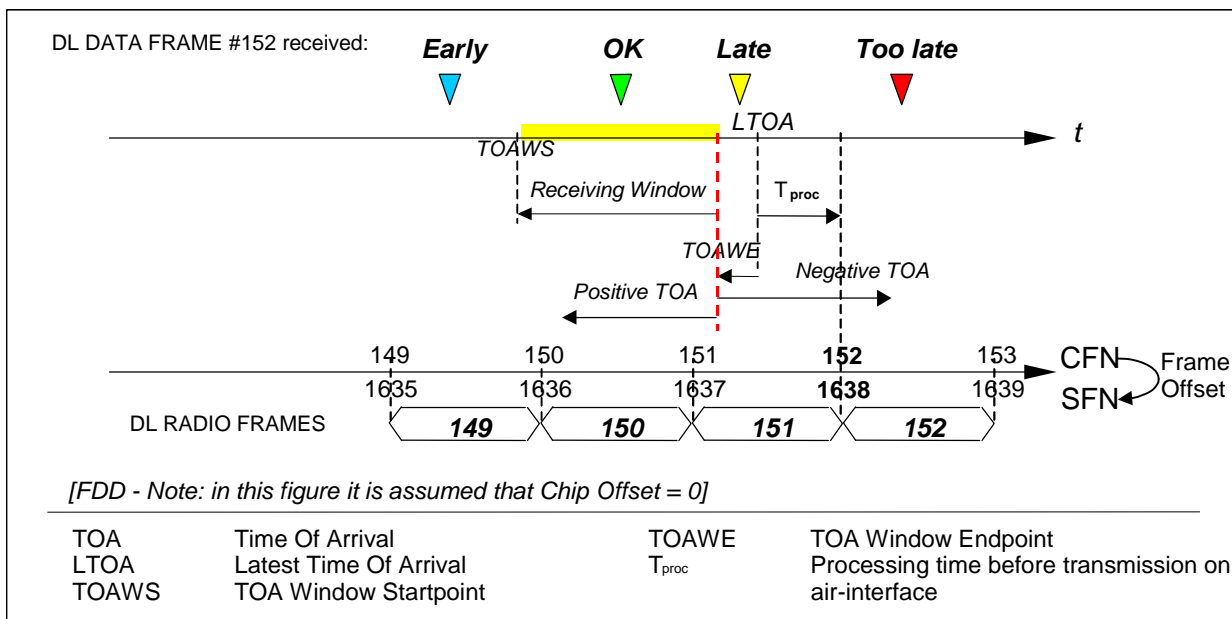 DL DATA FRAME #152 received:
Early
OK
Late
Too late
LTOA
t
TOAWS
Receiving Window
Tproc
TOAWE
Negative TOA
Positive TOA
149 150 151 152 153 CFN
1635 1636 1637 1638 1639 SFN
Frame
Offset
DL RADIO FRAMES 149 150 151 152
[FDD - Note: in this figure it is assumed that Chip Offset = 0]
TOA Time Of Arrival TOAWE TOA Window Endpoint
LTOA Latest Time Of Arrival Tproc Processing time before transmission on
TOAWS TOA Window Startpoint air-interface